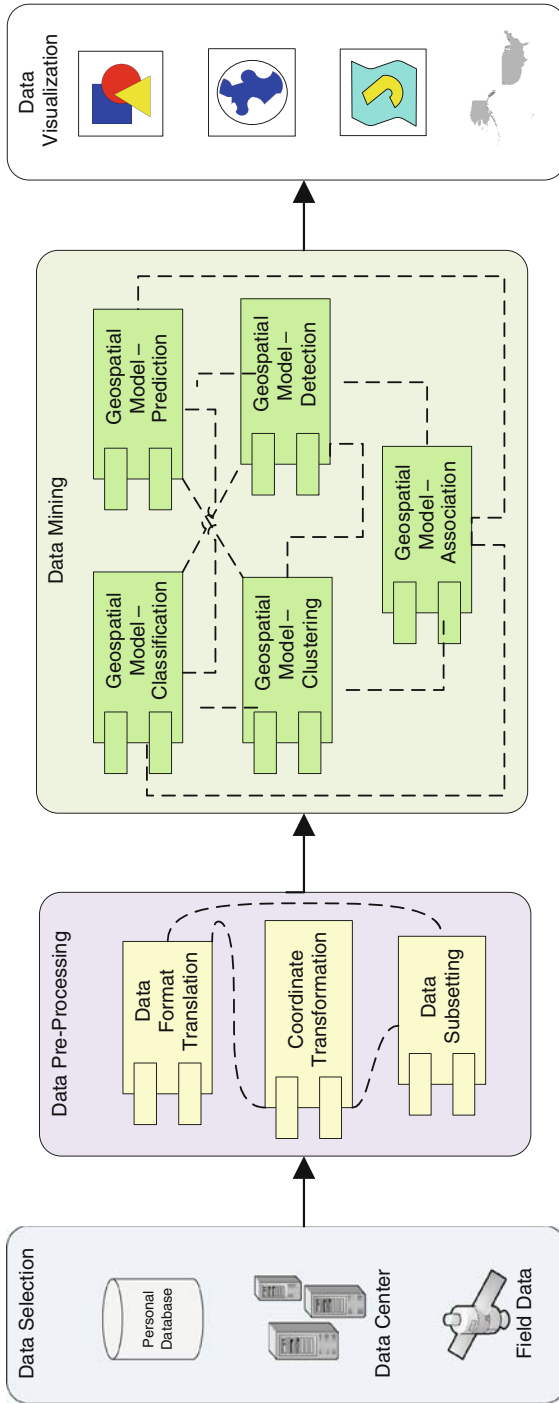 Data Selection
Personal
Database
Data Center
Field Data
Data Pre-Processing
Data
Format
Translation
Coordinate
Transformation
Data
Subsetting
Data Mining
Geospatial
Model –
Classification
Geospatial
Model –
Prediction
Geospatial
Model –
Clustering
Geospatial
Model –
Detection
Geospatial
Model –
Association
Data
Visualization